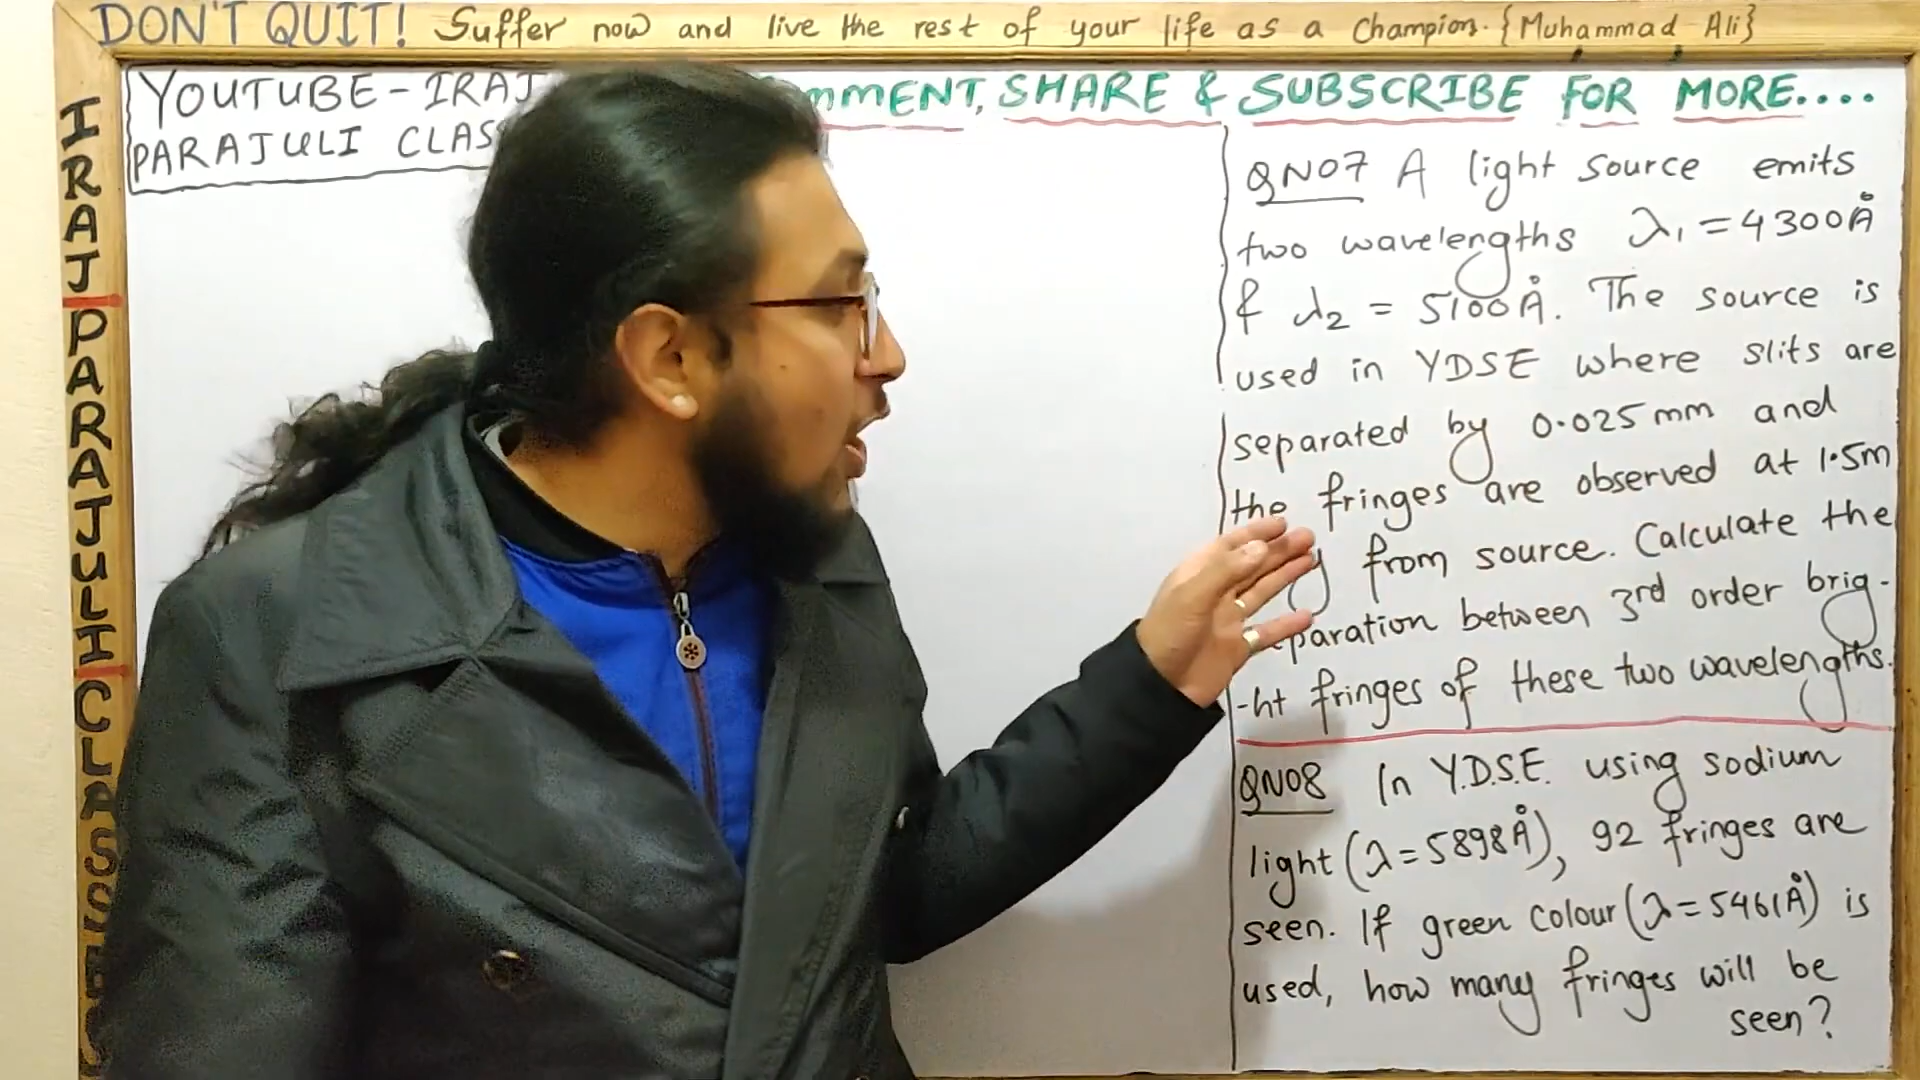 DON'T QUIT! Suffer now and live the rest of your life as a Champion. {Muhammad Ali}
YOUTUBE - IRAJ
PARAJULI CLAS
MMENT, SHARE & SUBSCRIBE FOR MORE....
IRAJ PARAJULI CLASSES
QN07 A light source emits
two wavelengths λ1 = 4300Å
& λ2 = 5100Å. The source is
used in YDSE where slits are
separated by 0.025mm and
the fringes are observed at 1.5m
from source. Calculate the
paration between 3rd order brig-
-ht fringes of these two wavelengths.
QN08 In Y.D.S.E. using sodium
light (λ = 5898Å), 92 fringes are
seen. If green colour (λ = 5461Å) is
used, how many fringes will be
seen?